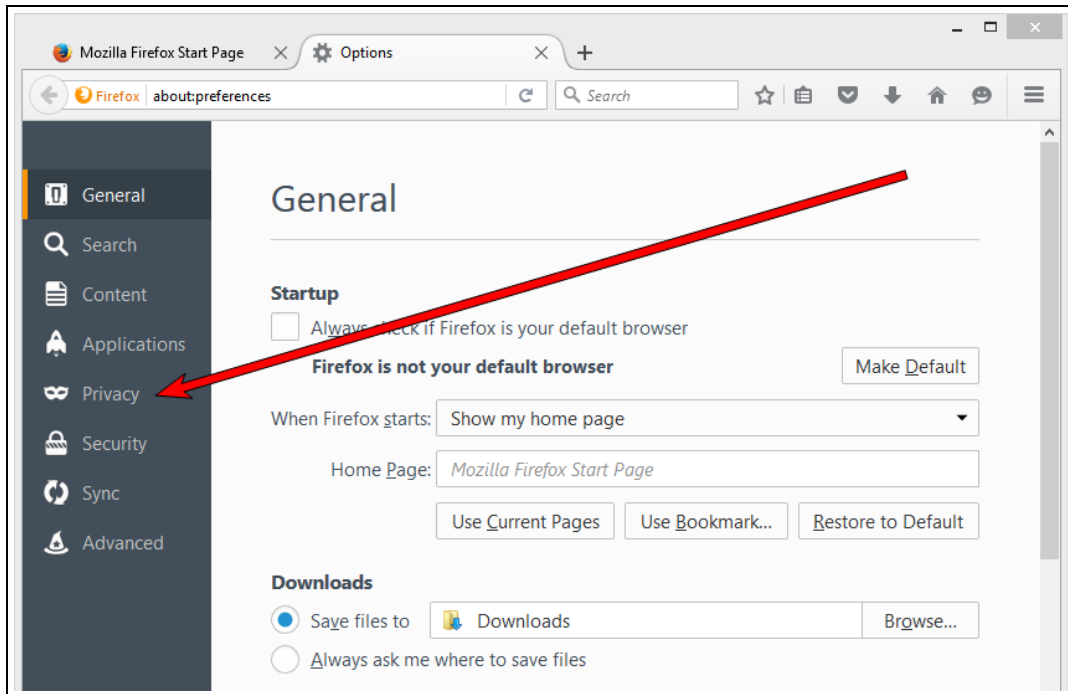 Mozilla Firefox Start Page
Options
Firefox about:preferences
Search
General
Search
Content
Applications
Privacy
Security
Sync
Advanced
General
Startup
Always check if Firefox is your default browser
Firefox is not your default browser
Make Default
When Firefox starts: Show my home page
Home Page: Mozilla Firefox Start Page
Use Current Pages Use Bookmark... Restore to Default
Downloads
Save files to Downloads Browse...
Always ask me where to save files